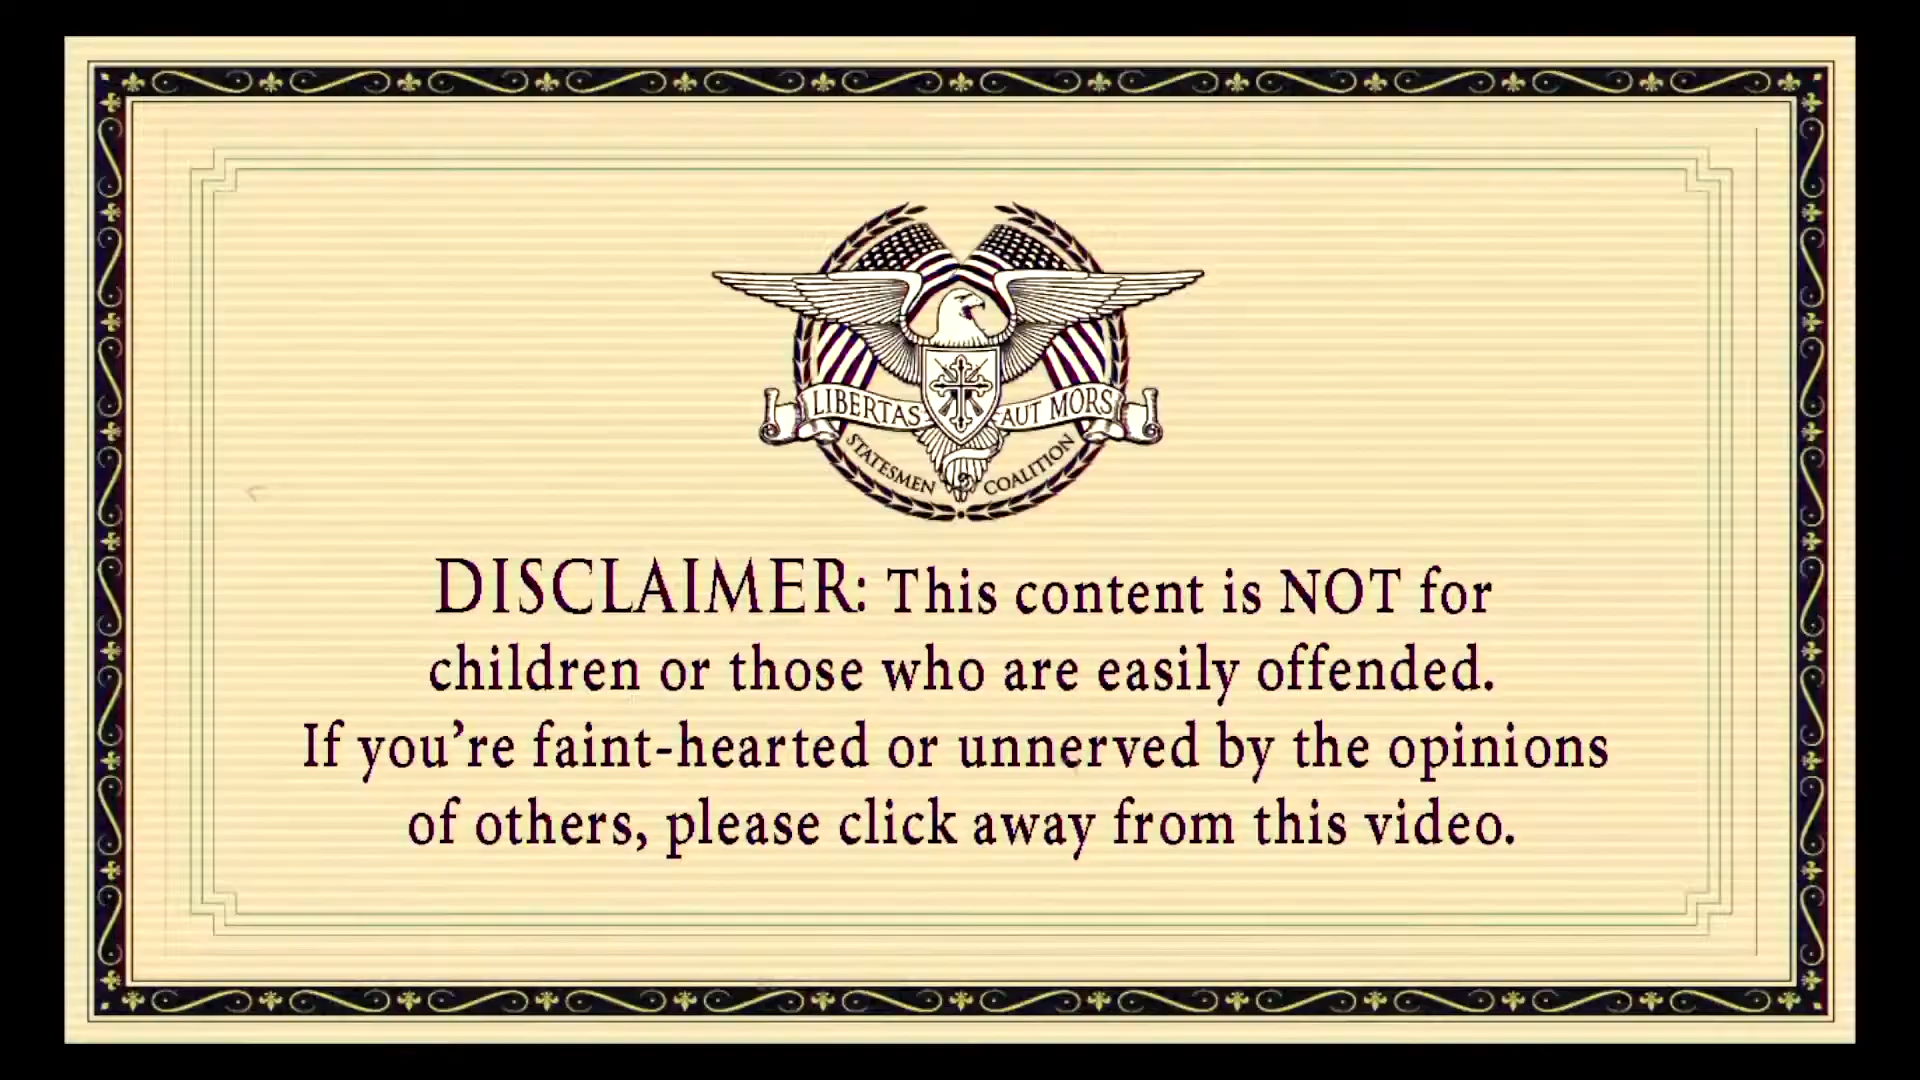 LIBERTAS AUT MORS
STATESMEN COALITION
DISCLAIMER: This content is NOT for
children or those who are easily offended.
If you’re faint-hearted or unnerved by the opinions
of others, please click away from this video.